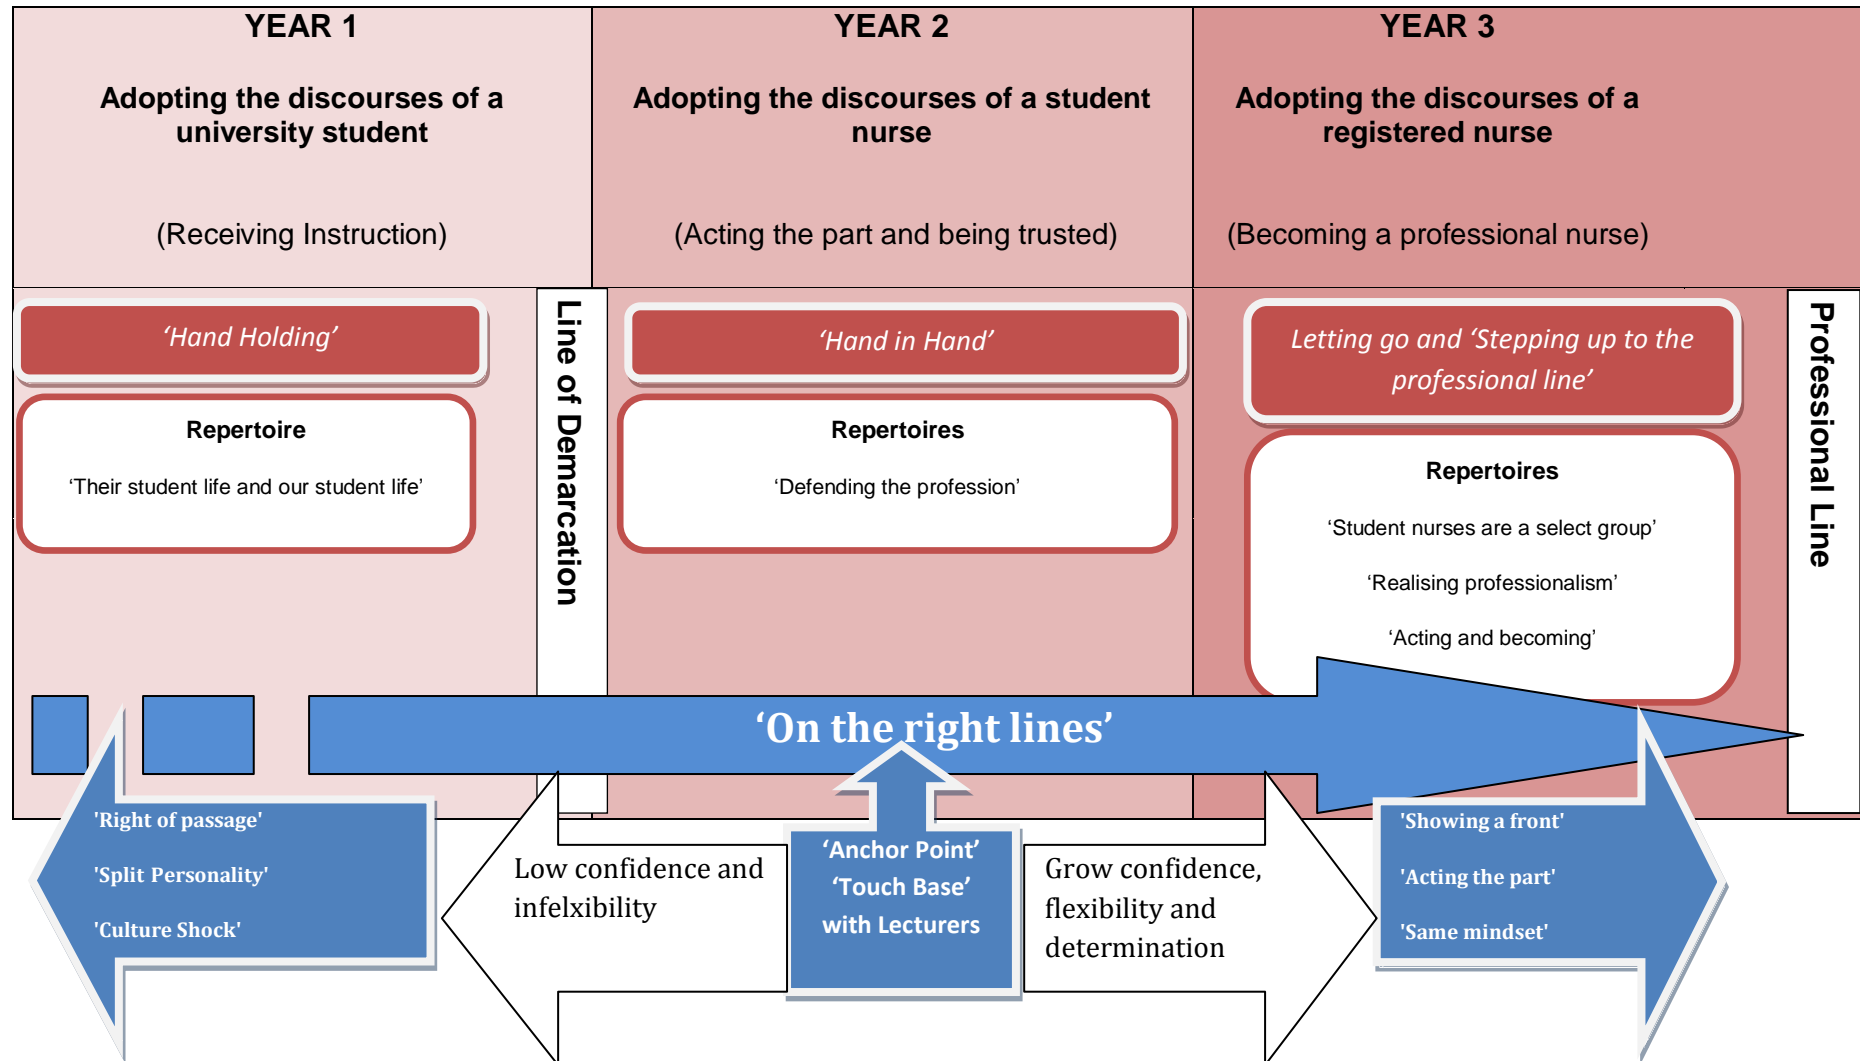 YEAR 1
Adopting the discourses of a
university student
(Receiving Instruction)
YEAR 2
Adopting the discourses of a student
nurse
(Acting the part and being trusted)
YEAR 3
Adopting the discourses of a
registered nurse
(Becoming a professional nurse)
‘Hand Holding’
Repertoire
‘Their student life and our student life’
Line of Demarcation
‘Hand in Hand’
Repertoires
‘Defending the profession’
Letting go and ‘Stepping up to the
professional line’
Repertoires
‘Student nurses are a select group’
‘Realising professionalism’
‘Acting and becoming’
Professional Line
‘On the right lines’
'Right of passage'
'Split Personality'
'Culture Shock'
Low confidence and
infelxibility
‘Anchor Point’
‘Touch Base’
with Lecturers
Grow confidence,
flexibility and
determination
'Showing a front'
'Acting the part'
'Same mindset'